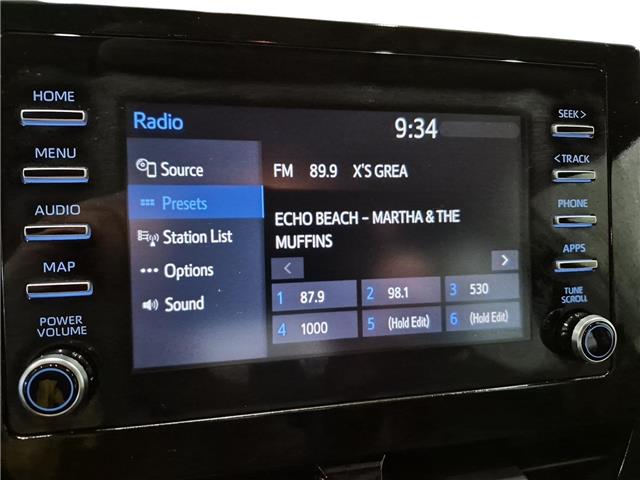 HOME
MENU
AUDIO
MAP
POWER
VOLUME
Radio
9:34
Source
Presets
Station List
Options
Sound
FM 89.9 X'S GREA
ECHO BEACH - MARTHA & THE
MUFFINS
<
>
1 87.9
2 98.1
3 530
4 1000
5 (Hold Edit)
6 (Hold Edit)
SEEK >
< TRACK
PHONE
APPS
TUNE
SCROLL